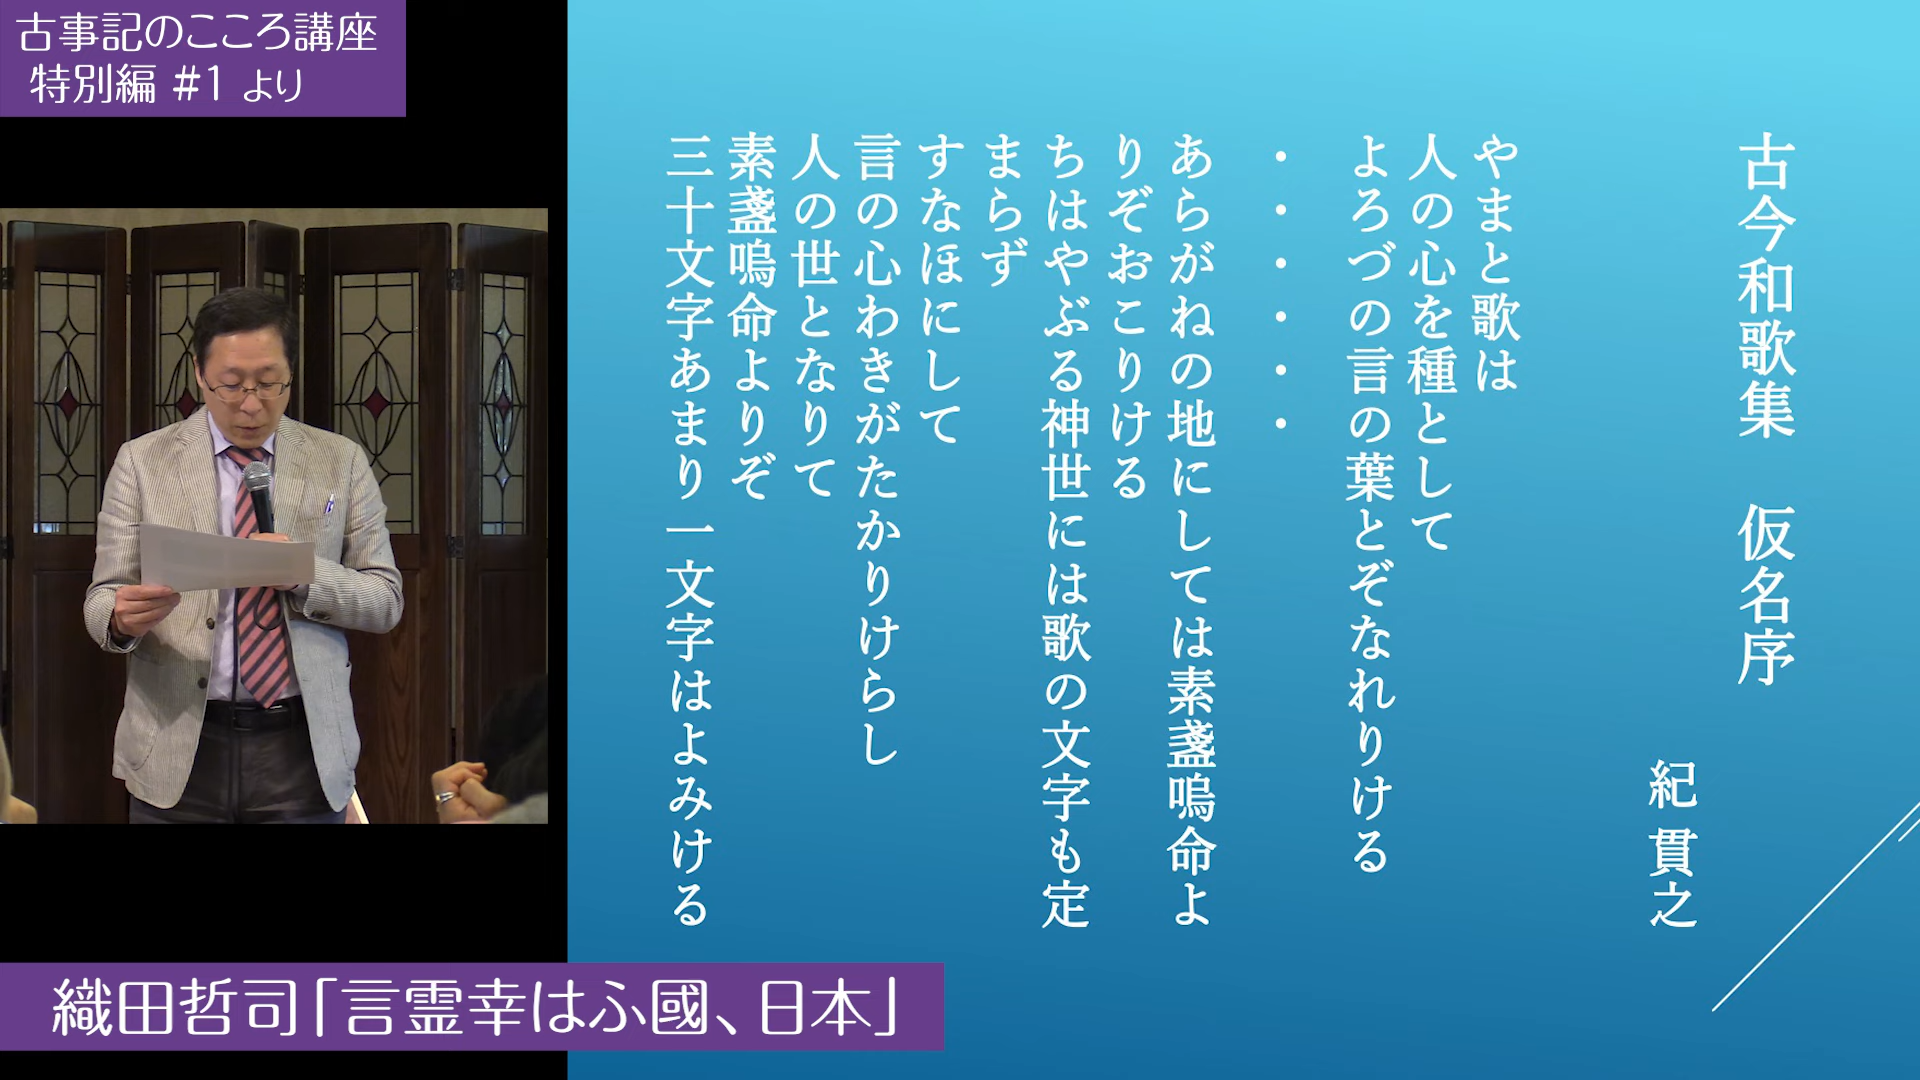 古事記のこころ講座
特別編 #1 より
古今和歌集 仮名序
紀 貫之
やまと歌は
人の心を種として
よろづの言の葉とぞなれりける
・・・・・・
あらがねの地にしては素盞嗚命よ
りぞおこりける
ちはやぶる神世には歌の文字も定
まらず
すなほにして
言の心わきがたかりけらし
人の世となりて
素盞嗚命よりぞ
三十文字あまり一文字はよみける
織田哲司「言霊幸はふ國、日本」